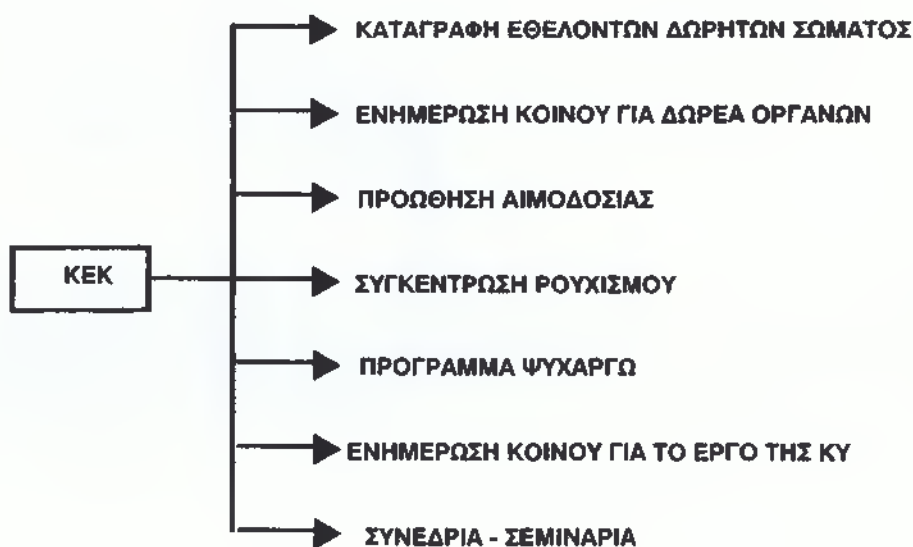 ΚΑΤΑΓΡΑΦΗ ΕΘΕΛΟΝΤΩΝ ΔΩΡΗΤΩΝ ΣΩΜΑΤΟΣ
ΕΝΗΜΕΡΩΣΗ ΚΟΙΝΟΥ ΓΙΑ ΔΩΡΕΑ ΟΡΓΑΝΩΝ
ΠΡΟΩΘΗΣΗ ΑΙΜΟΔΟΣΙΑΣ
ΚΕΚ
ΣΥΓΚΕΝΤΡΩΣΗ ΡΟΥΧΙΣΜΟΥ
ΠΡΟΓΡΑΜΜΑ ΨΥΧΑΡΓΩ
ΕΝΗΜΕΡΩΣΗ ΚΟΙΝΟΥ ΓΙΑ ΤΟ ΕΡΓΟ ΤΗΣ ΚΥ
ΣΥΝΕΔΡΙΑ - ΣΕΜΙΝΑΡΙΑ